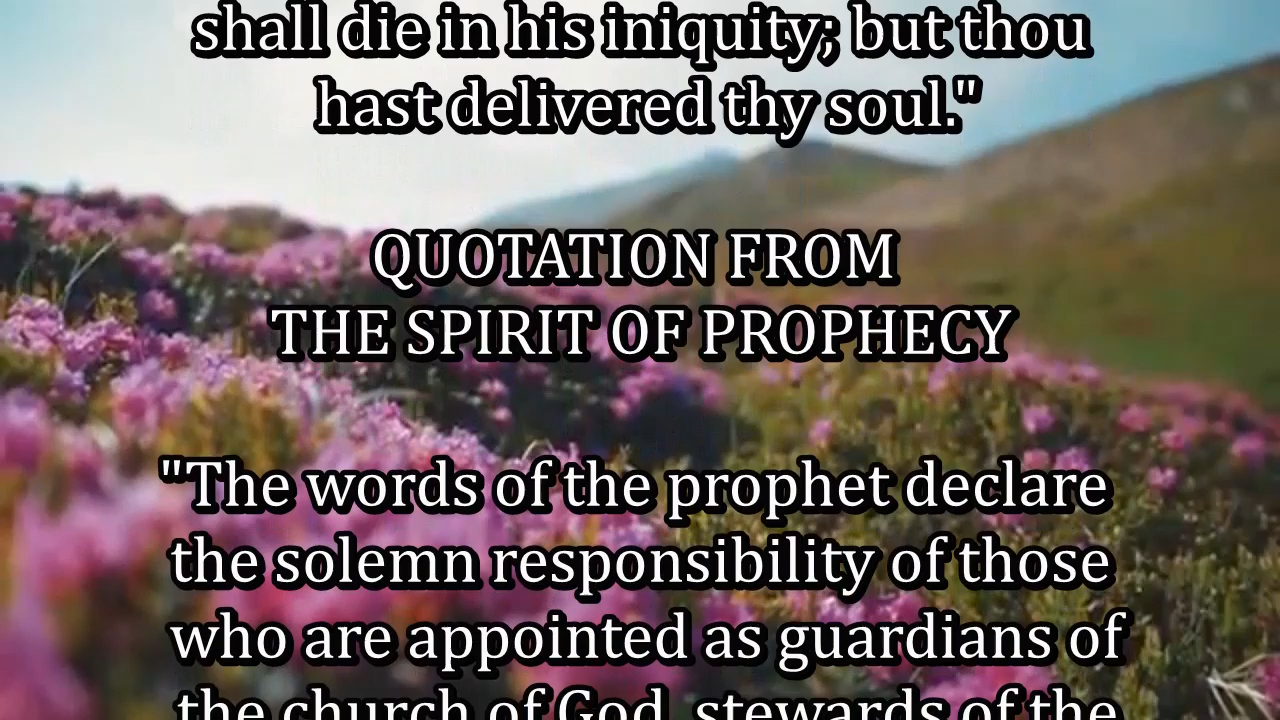 shall die in his iniquity; but thou
hast delivered thy soul."
QUOTATION FROM
THE SPIRIT OF PROPHECY
"The words of the prophet declare
the solemn responsibility of those
who are appointed as guardians of
the church of God, stewards of the